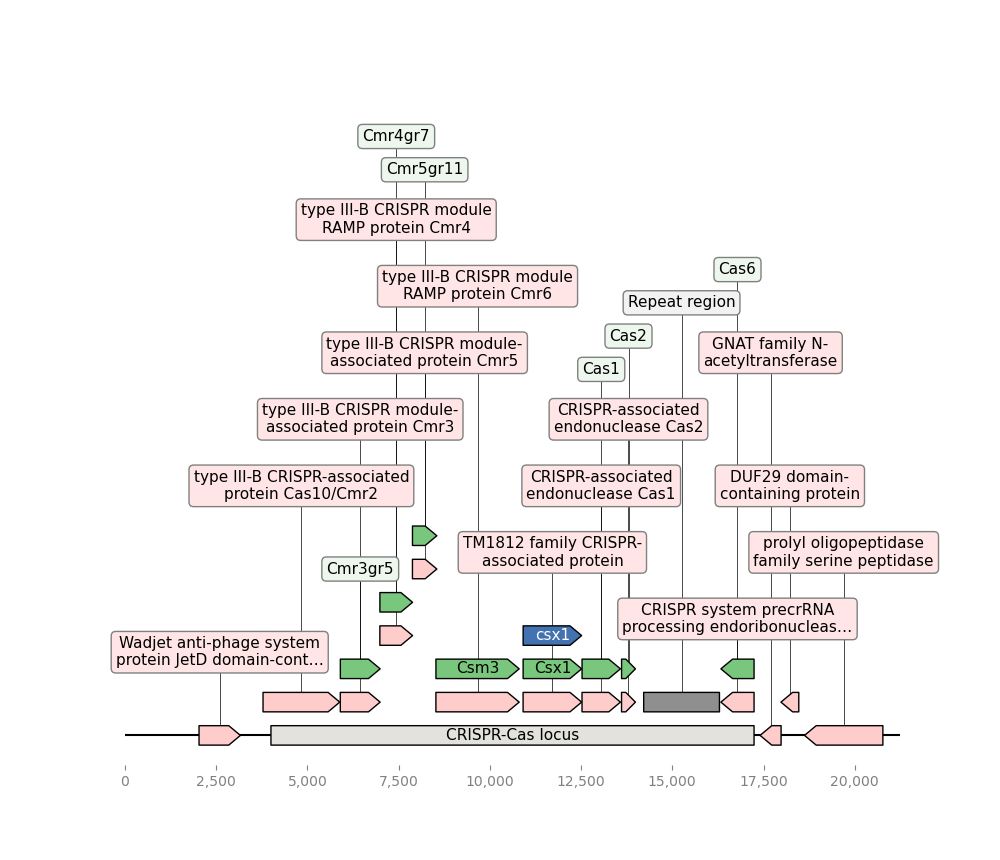 Cmr4gr7
Cmr5gr11
type III-B CRISPR module
RAMP protein Cmr4
Cas6
type III-B CRISPR module
RAMP protein Cmr6
Repeat region
Cas2
type III-B CRISPR module-
associated protein Cmr5
GNAT family N-
acetyltransferase
Cas1
type III-B CRISPR module-
associated protein Cmr3
CRISPR-associated
endonuclease Cas2
type III-B CRISPR-associated
protein Cas10/Cmr2
CRISPR-associated
endonuclease Cas1
DUF29 domain-
containing protein
TM1812 family CRISPR-
associated protein
prolyl oligopeptidase
family serine peptidase
Cmr3gr5
CRISPR system precrRNA
processing endoribonucleas…
csx1
Wadjet anti-phage system
protein JetD domain-cont…
Csm3
Csx1
CRISPR-Cas locus
0
2,500
5,000
7,500
10,000
12,500
15,000
17,500
20,000